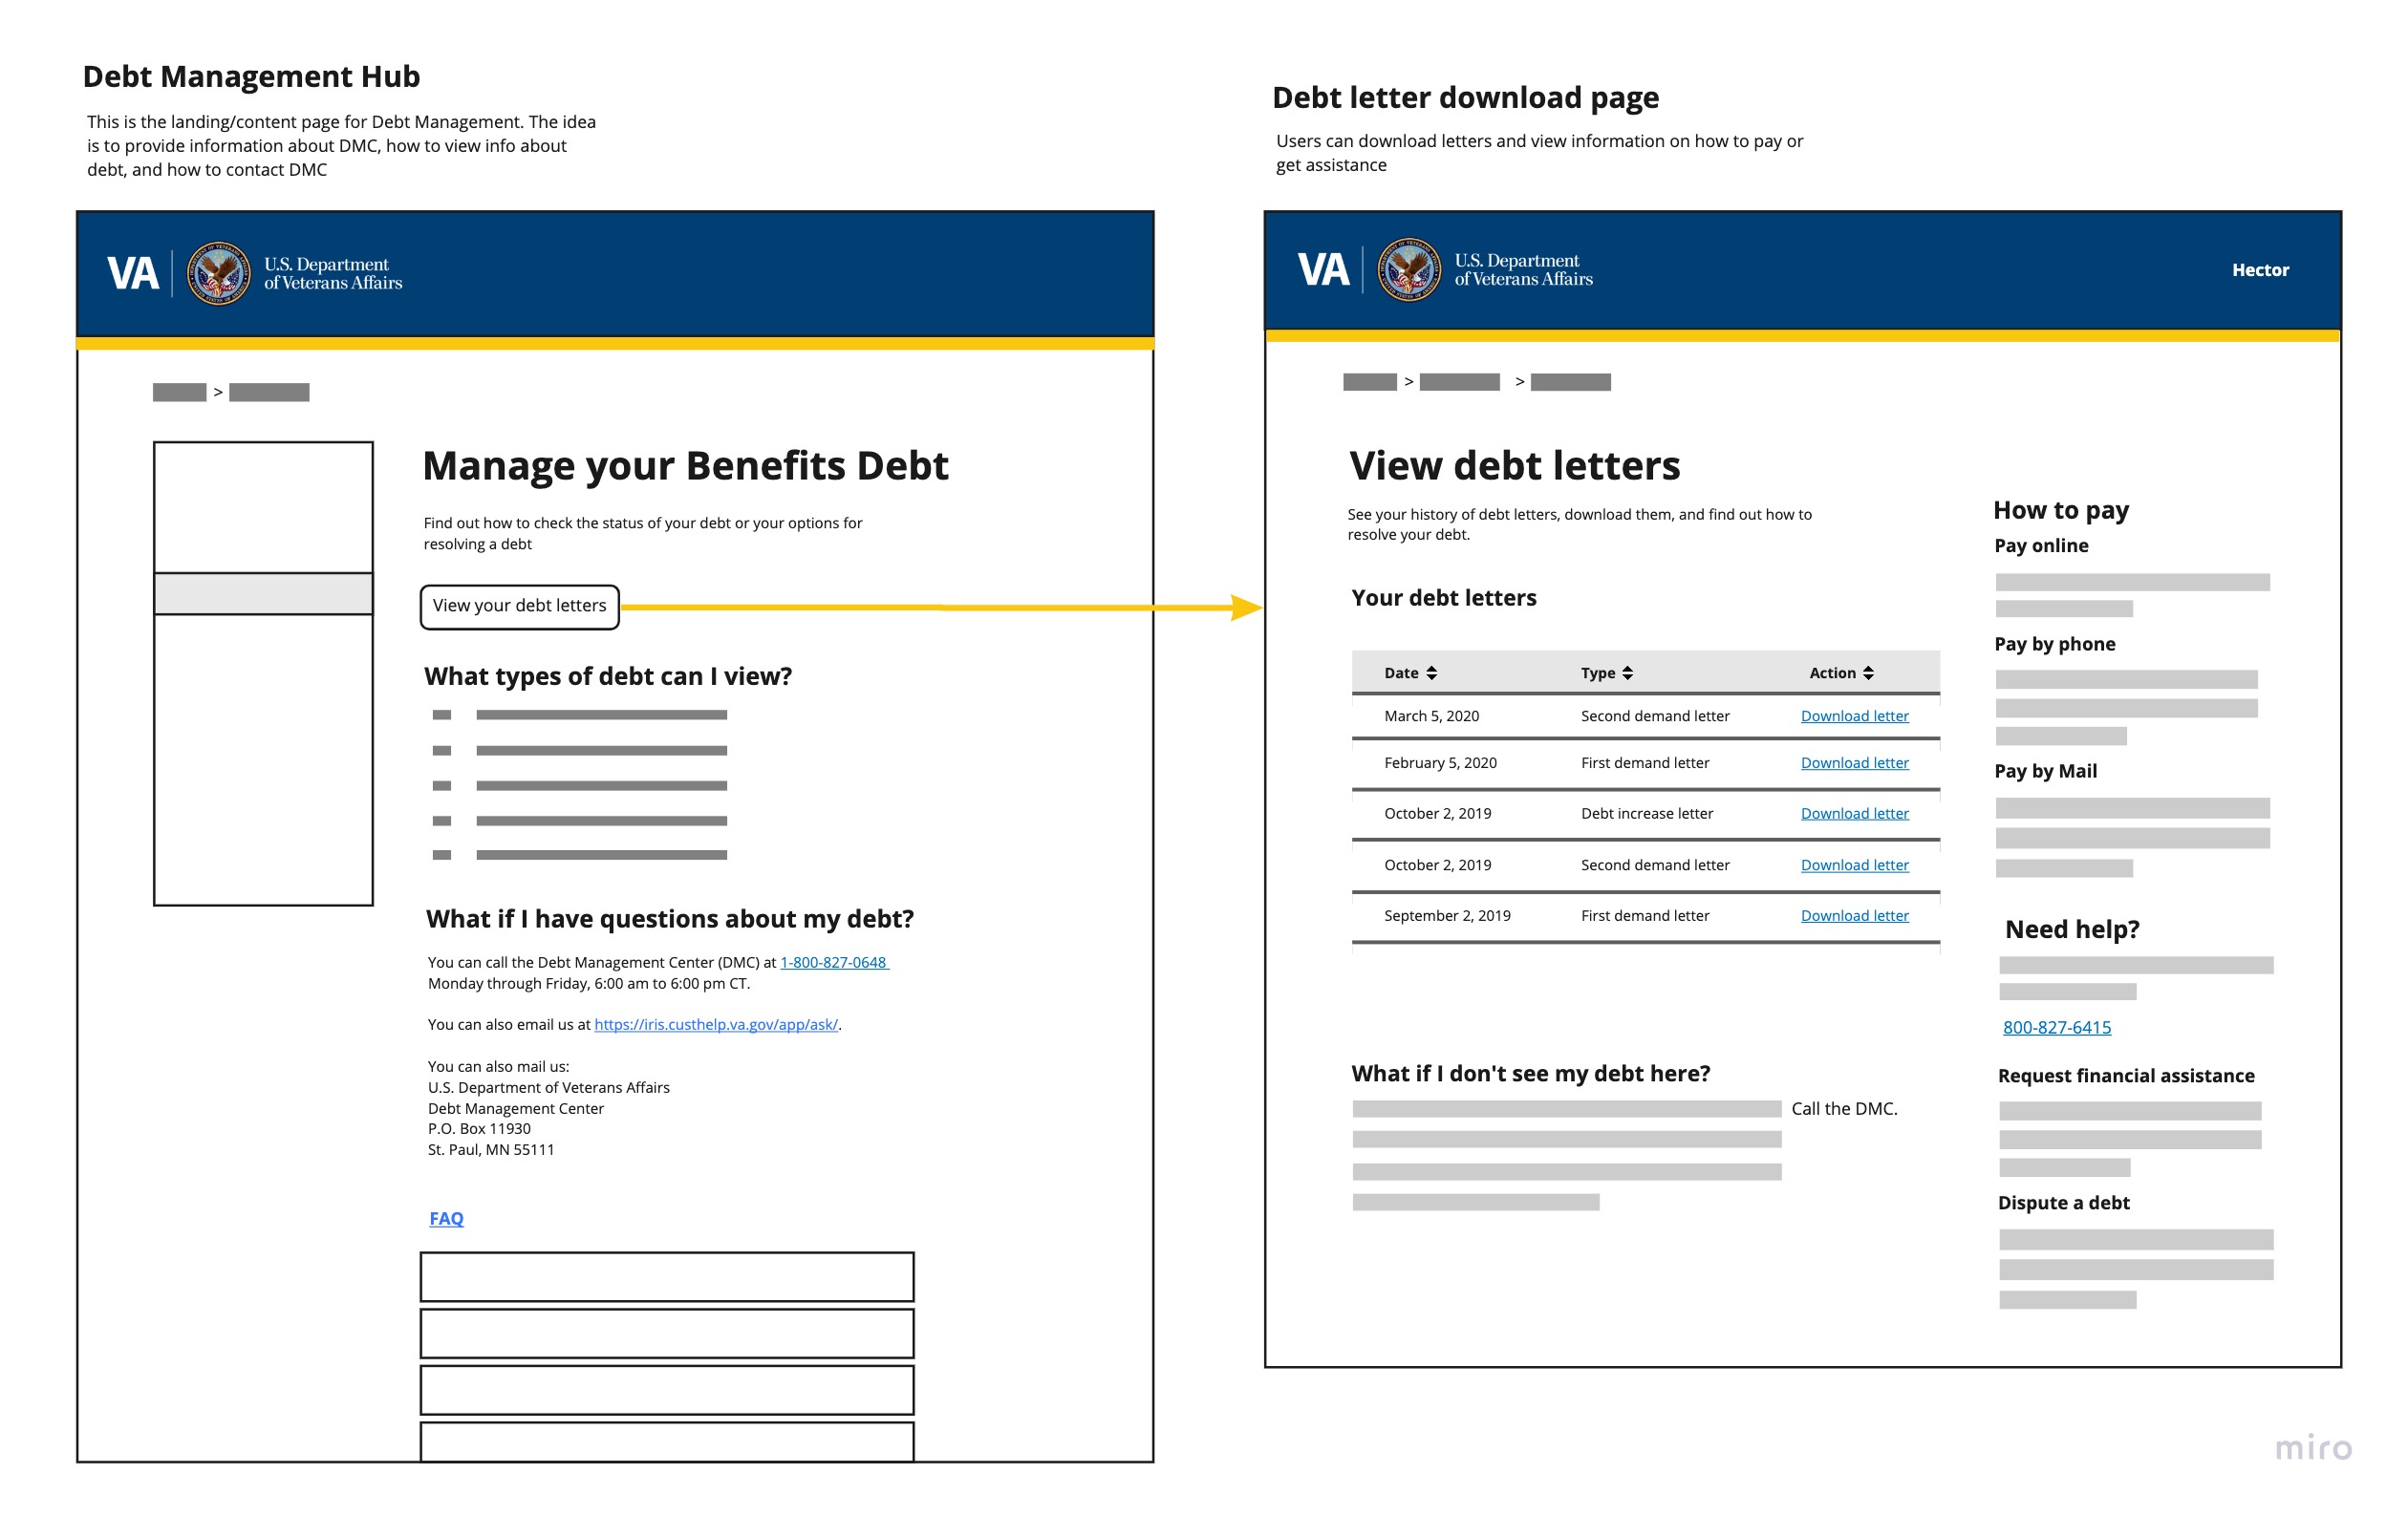 Debt Management Hub
This is the landing/content page for Debt Management. The idea
is to provide information about DMC, how to view info about
debt, and how to contact DMC
VA
U.S. Department
of Veterans Affairs
>
Manage your Benefits Debt
Find out how to check the status of your debt or your options for
resolving a debt
View your debt letters
What types of debt can I view?
What if I have questions about my debt?
You can call the Debt Management Center (DMC) at 1-800-827-0648
Monday through Friday, 6:00 am to 6:00 pm CT.
You can also email us at https://iris.custhelp.va.gov/app/ask/.
You can also mail us:
U.S. Department of Veterans Affairs
Debt Management Center
P.O. Box 11930
St. Paul, MN 55111
FAQ
Debt letter download page
Users can download letters and view information on how to pay or
get assistance
VA
U.S. Department
of Veterans Affairs
Hector
> >
View debt letters
See your history of debt letters, download them, and find out how to
resolve your debt.
Your debt letters
Date Type Action
March 5, 2020 Second demand letter Download letter
February 5, 2020 First demand letter Download letter
October 2, 2019 Debt increase letter Download letter
October 2, 2019 Second demand letter Download letter
September 2, 2019 First demand letter Download letter
What if I don't see my debt here?
Call the DMC.
How to pay
Pay online
Pay by phone
Pay by Mail
Need help?
800-827-6415
Request financial assistance
Dispute a debt
miro